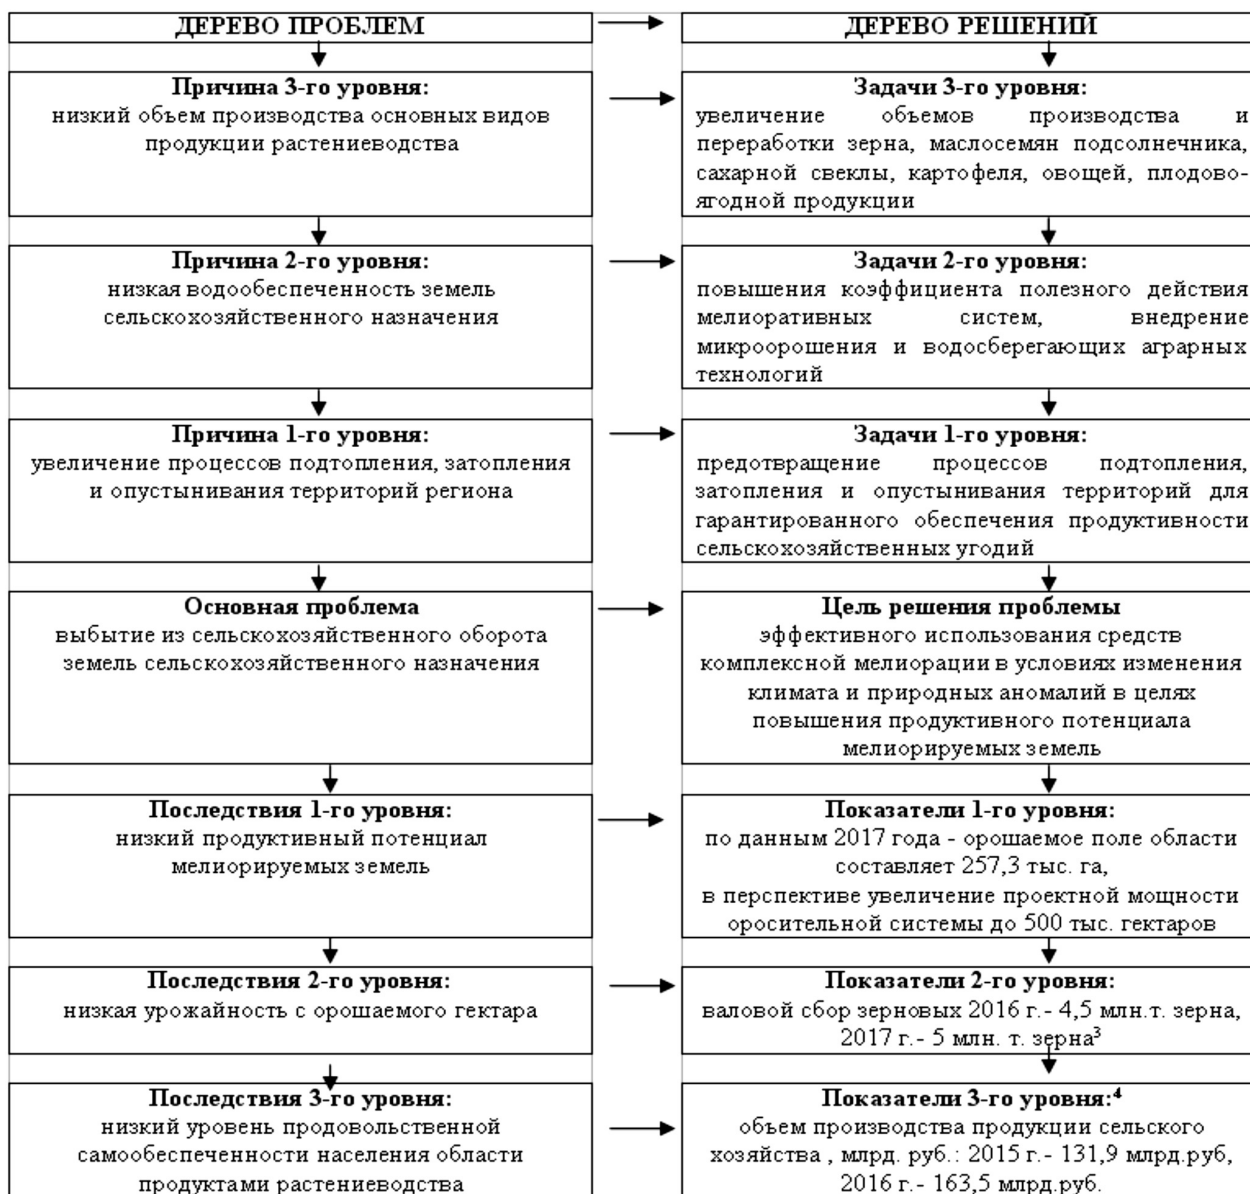 ДЕРЕВО ПРОБЛЕМ
ДЕРЕВО РЕШЕНИЙ
Причина 3-го уровня:
низкий объем производства основных видов
продукции растениеводства
Задачи 3-го уровня:
увеличение объемов производства и
переработки зерна, маслосемян подсолнечника,
сахарной свеклы, картофеля, овощей, плодово-
ягодной продукции
Причина 2-го уровня:
низкая водообеспеченность земель
сельскохозяйственного назначения
Задачи 2-го уровня:
повышения коэффициента полезного действия
мелиоративных систем, внедрение
микроорошения и водосберегающих аграрных
технологий
Причина 1-го уровня:
увеличение процессов подтопления, затопления
и опустынивания территорий региона
Задачи 1-го уровня:
предотвращение процессов подтопления,
затопления и опустынивания территорий для
гарантированного обеспечения продуктивности
сельскохозяйственных угодий
Основная проблема
выбытие из сельскохозяйственного оборота
земель сельскохозяйственного назначения
Цель решения проблемы
эффективного использования средств
комплексной мелиорации в условиях изменения
климата и природных аномалий в целях
повышения продуктивного потенциала
мелиорируемых земель
Последствия 1-го уровня:
низкий продуктивный потенциал
мелиорируемых земель
Показатели 1-го уровня:
по данным 2017 года - орошаемое поле области
составляет 257,3 тыс. га,
в перспективе увеличение проектной мощности
оросительной системы до 500 тыс. гектаров
Последствия 2-го уровня:
низкая урожайность с орошаемого гектара
Показатели 2-го уровня:
валовой сбор зерновых 2016 г.- 4,5 млн.т. зерна,
2017 г.- 5 млн. т. зерна³
Последствия 3-го уровня:
низкий уровень продовольственной
самообеспеченности населения области
продуктами растениеводства
Показатели 3-го уровня:⁴
объем производства продукции сельского
хозяйства , млрд. руб.: 2015 г.- 131,9 млрд.руб,
2016 г.- 163,5 млрд.руб.